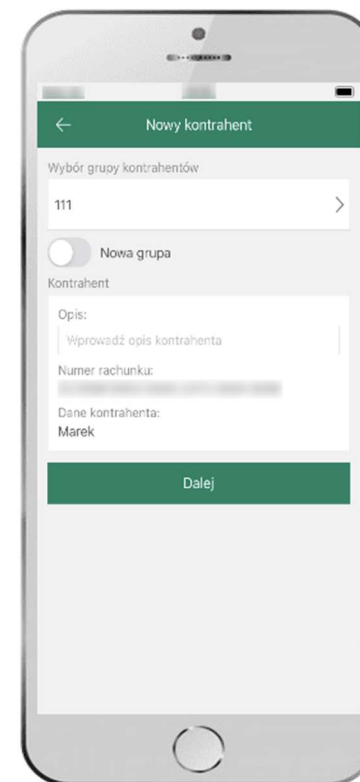 Nowy kontrahent
Wybór grupy kontrahentów
111
Nowa grupa
Kontrahent
Opis:
Wprowadź opis kontrahenta
Numer rachunku:
Dane kontrahenta:
Marek
Dalej